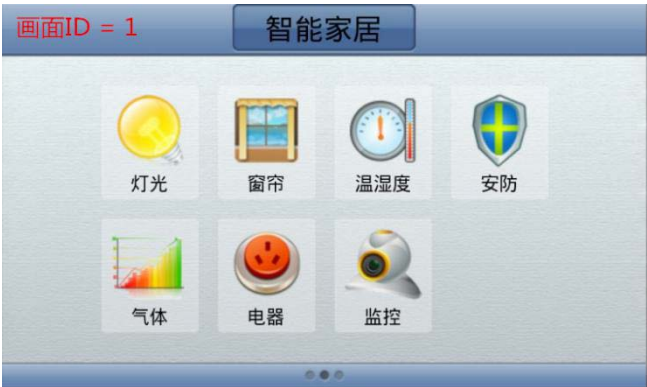 画面ID = 1
智能家居
灯光
窗帘
温湿度
安防
气体
电器
监控